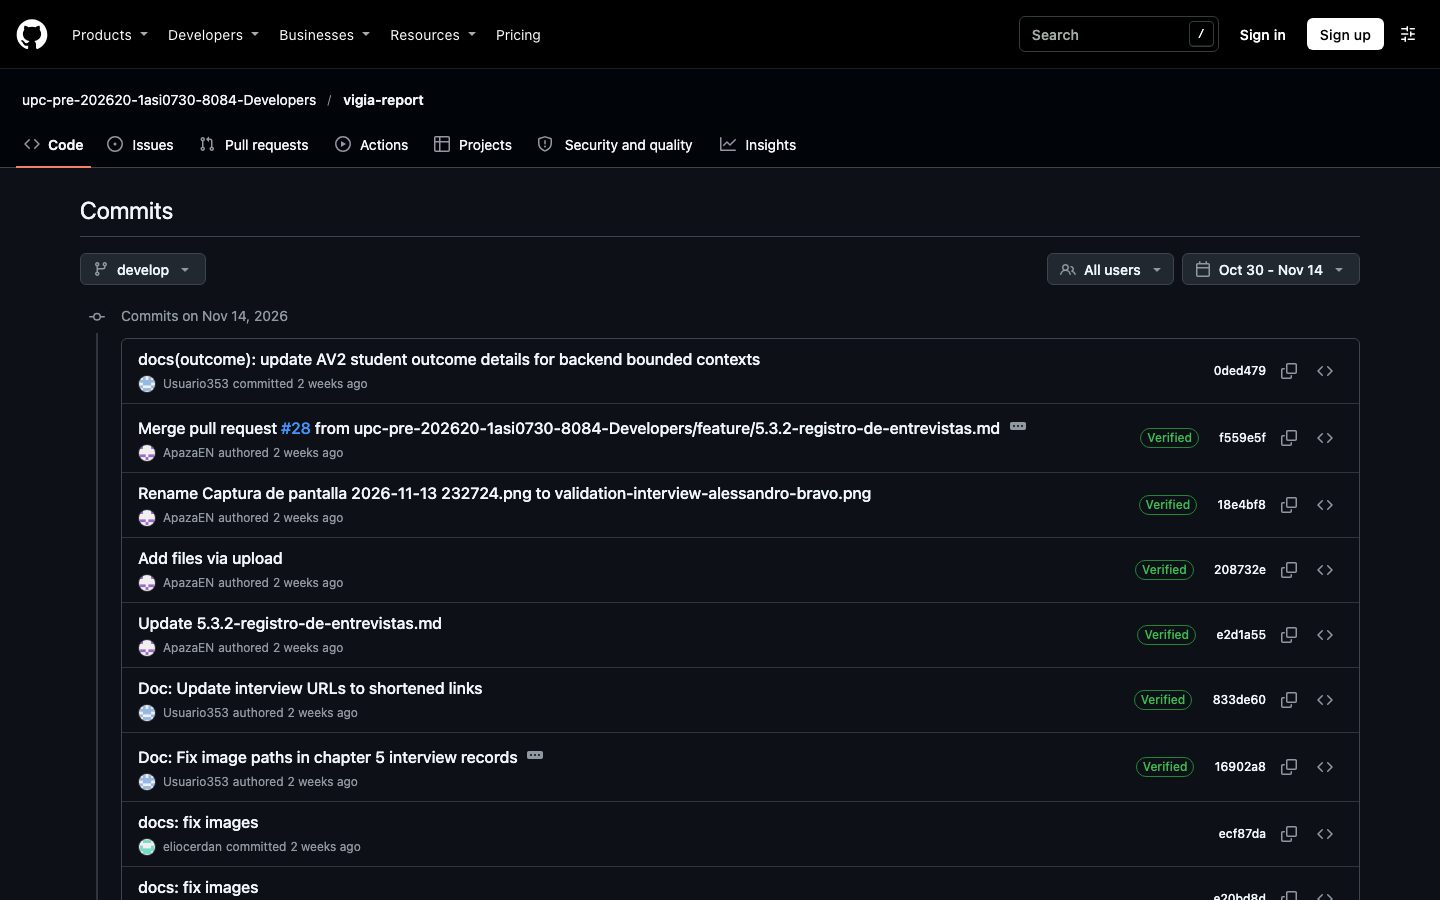 Products Developers Businesses Resources Pricing Search / Sign in Sign up
upc-pre-202620-1asi0730-8084-Developers / vigia-report
Code Issues Pull requests Actions Projects Security and quality Insights
Commits
develop All users Oct 30 - Nov 14
Commits on Nov 14, 2026
docs(outcome): update AV2 student outcome details for backend bounded contexts
Usuario353 committed 2 weeks ago
0ded479
Merge pull request #28 from upc-pre-202620-1asi0730-8084-Developers/feature/5.3.2-registro-de-entrevistas.md
ApazaEN authored 2 weeks ago
Verified f559e5f
Rename Captura de pantalla 2026-11-13 232724.png to validation-interview-alessandro-bravo.png
ApazaEN authored 2 weeks ago
Verified 18e4bf8
Add files via upload
ApazaEN authored 2 weeks ago
Verified 208732e
Update 5.3.2-registro-de-entrevistas.md
ApazaEN authored 2 weeks ago
Verified e2d1a55
Doc: Update interview URLs to shortened links
Usuario353 authored 2 weeks ago
Verified 833de60
Doc: Fix image paths in chapter 5 interview records
Usuario353 authored 2 weeks ago
Verified 16902a8
docs: fix images
eliocerdan committed 2 weeks ago
ecf87da
docs: fix images
e20bd8d